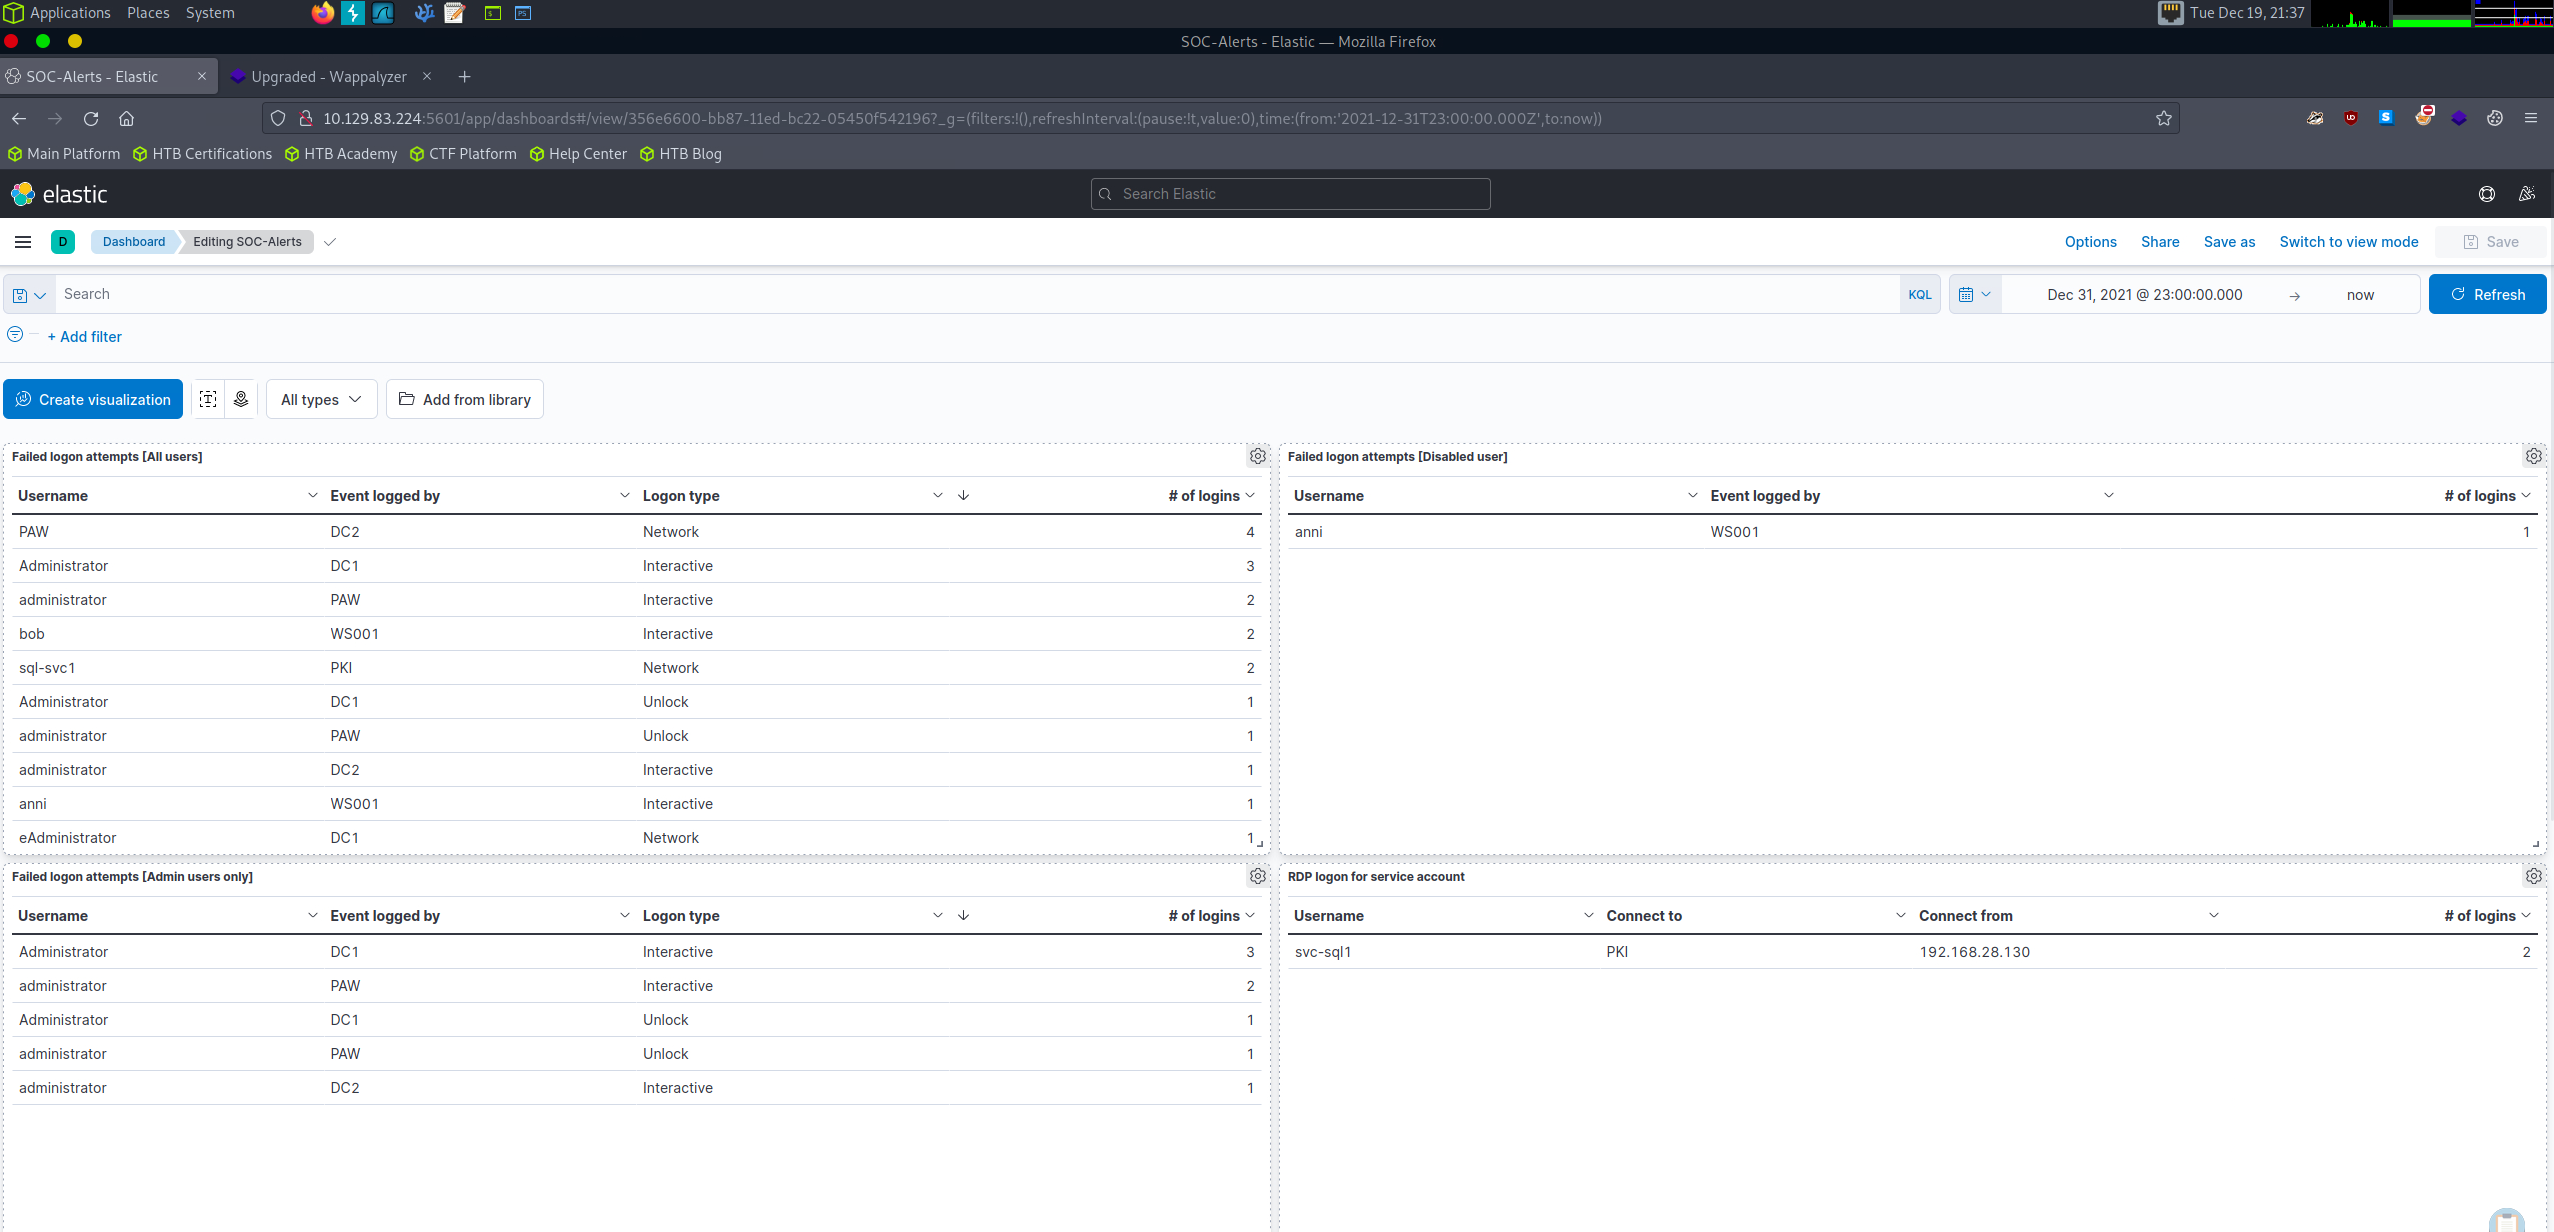 Applications Places System Tue Dec 19, 21:37
SOC-Alerts - Elastic — Mozilla Firefox
SOC-Alerts - Elastic Upgraded - Wappalyzer
10.129.83.224:5601/app/dashboards#/view/356e6600-bb87-11ed-bc22-05450f542196?_g=(filters:!(),refreshInterval:(pause:!t,value:0),time:(from:'2021-12-31T23:00:00.000Z',to:now))
Main Platform HTB Certifications HTB Academy CTF Platform Help Center HTB Blog
elastic Search Elastic
D Dashboard Editing SOC-Alerts Options Share Save as Switch to view mode Save
Search KQL Dec 31, 2021 @ 23:00:00.000 → now Refresh
+ Add filter
Create visualization All types Add from library
Failed logon attempts [All users]
Username Event logged by Logon type # of logins
PAW DC2 Network 4
Administrator DC1 Interactive 3
administrator PAW Interactive 2
bob WS001 Interactive 2
sql-svc1 PKI Network 2
Administrator DC1 Unlock 1
administrator PAW Unlock 1
administrator DC2 Interactive 1
anni WS001 Interactive 1
eAdministrator DC1 Network 1
Failed logon attempts [Disabled user]
Username Event logged by # of logins
anni WS001 1
Failed logon attempts [Admin users only]
Username Event logged by Logon type # of logins
Administrator DC1 Interactive 3
administrator PAW Interactive 2
Administrator DC1 Unlock 1
administrator PAW Unlock 1
administrator DC2 Interactive 1
RDP logon for service account
Username Connect to Connect from # of logins
svc-sql1 PKI 192.168.28.130 2